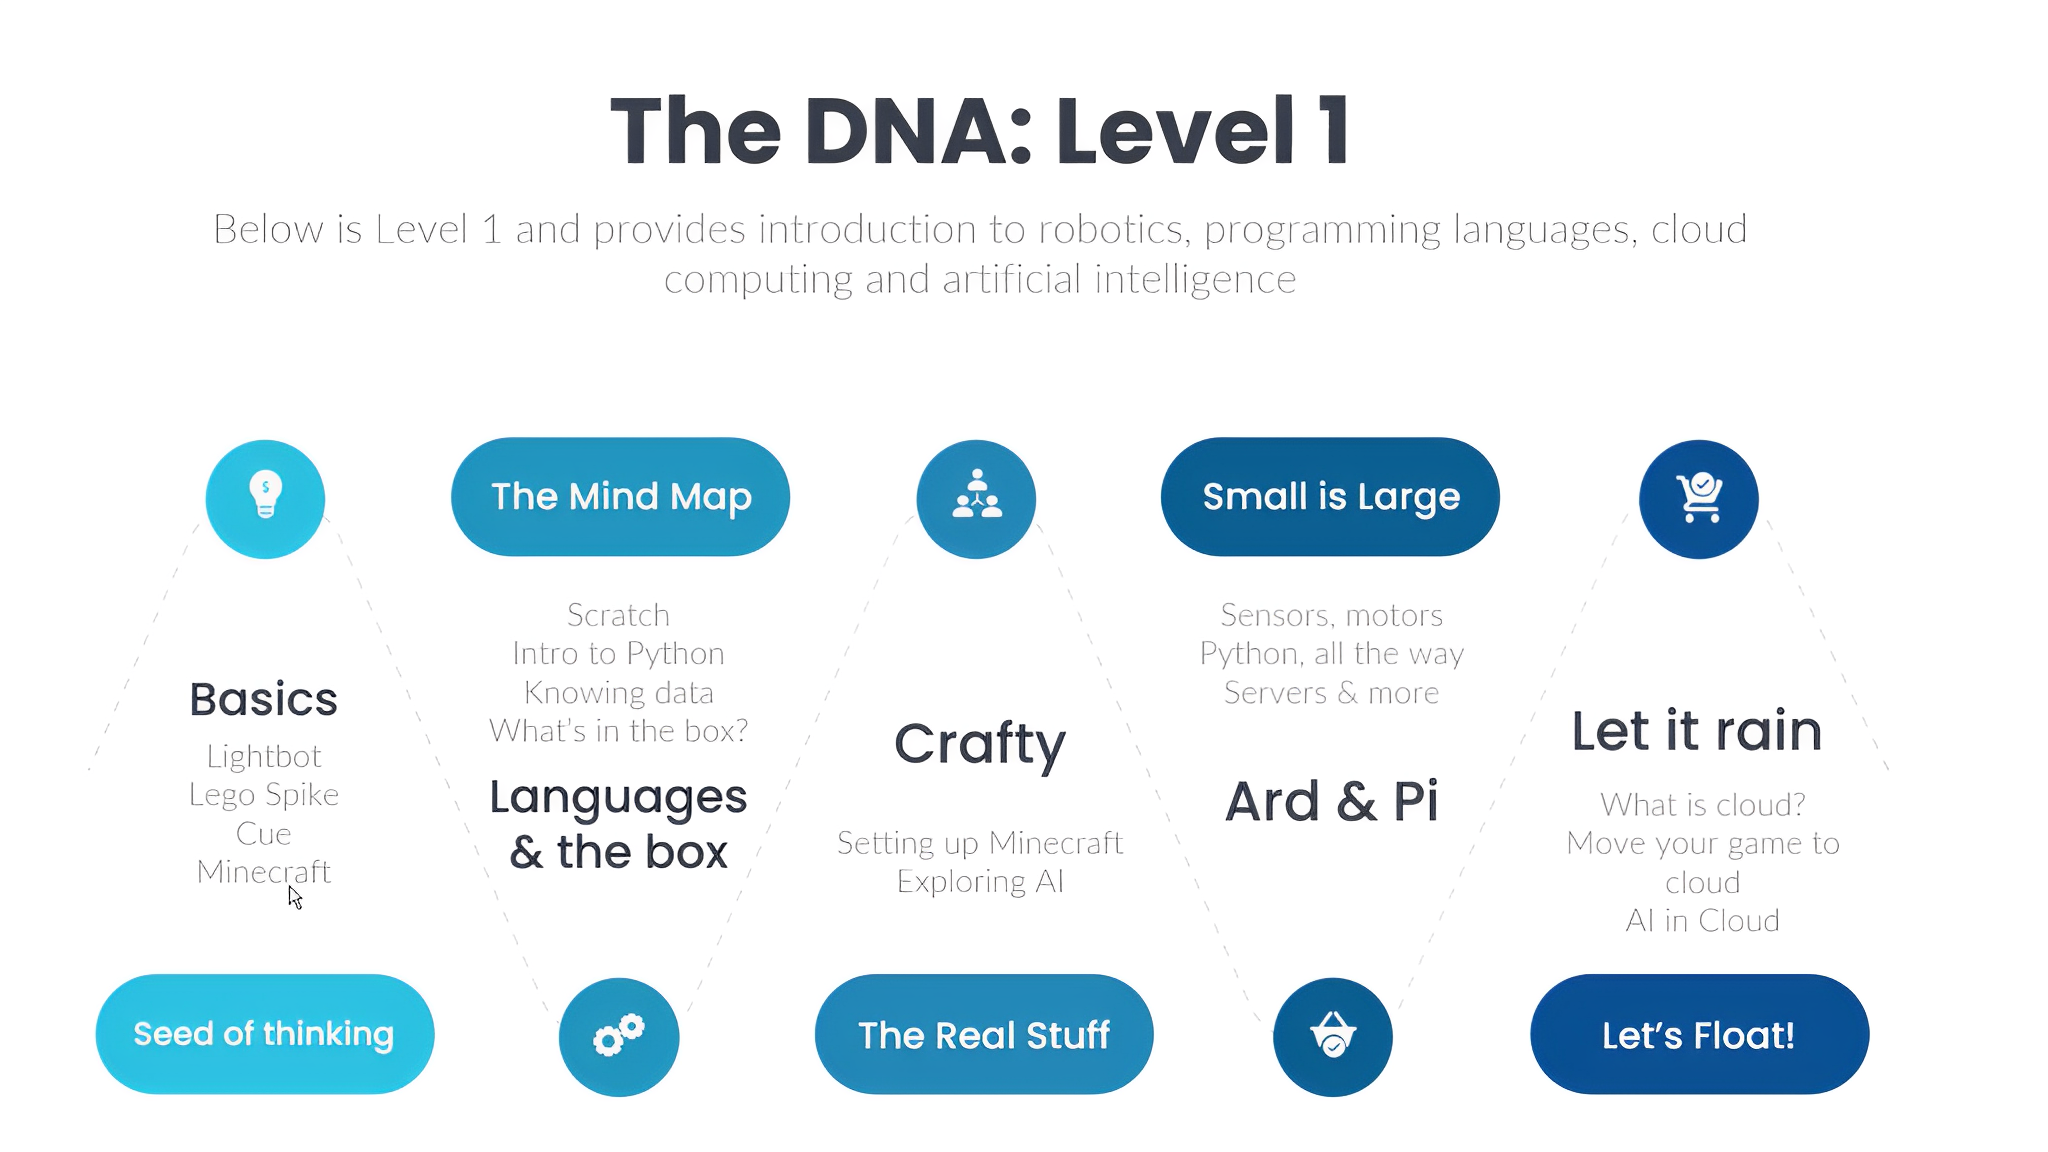 The DNA: Level 1
Below is Level 1 and provides introduction to robotics, programming languages, cloud
computing and artificial intelligence
Basics
Lightbot
Lego Spike
Cue
Minecraft
Seed of thinking
The Mind Map
Scratch
Intro to Python
Knowing data
What's in the box?
Languages
& the box
Crafty
Setting up Minecraft
Exploring AI
The Real Stuff
Small is Large
Sensors, motors
Python, all the way
Servers & more
Ard & Pi
Let it rain
What is cloud?
Move your game to
cloud
AI in Cloud
Let's Float!